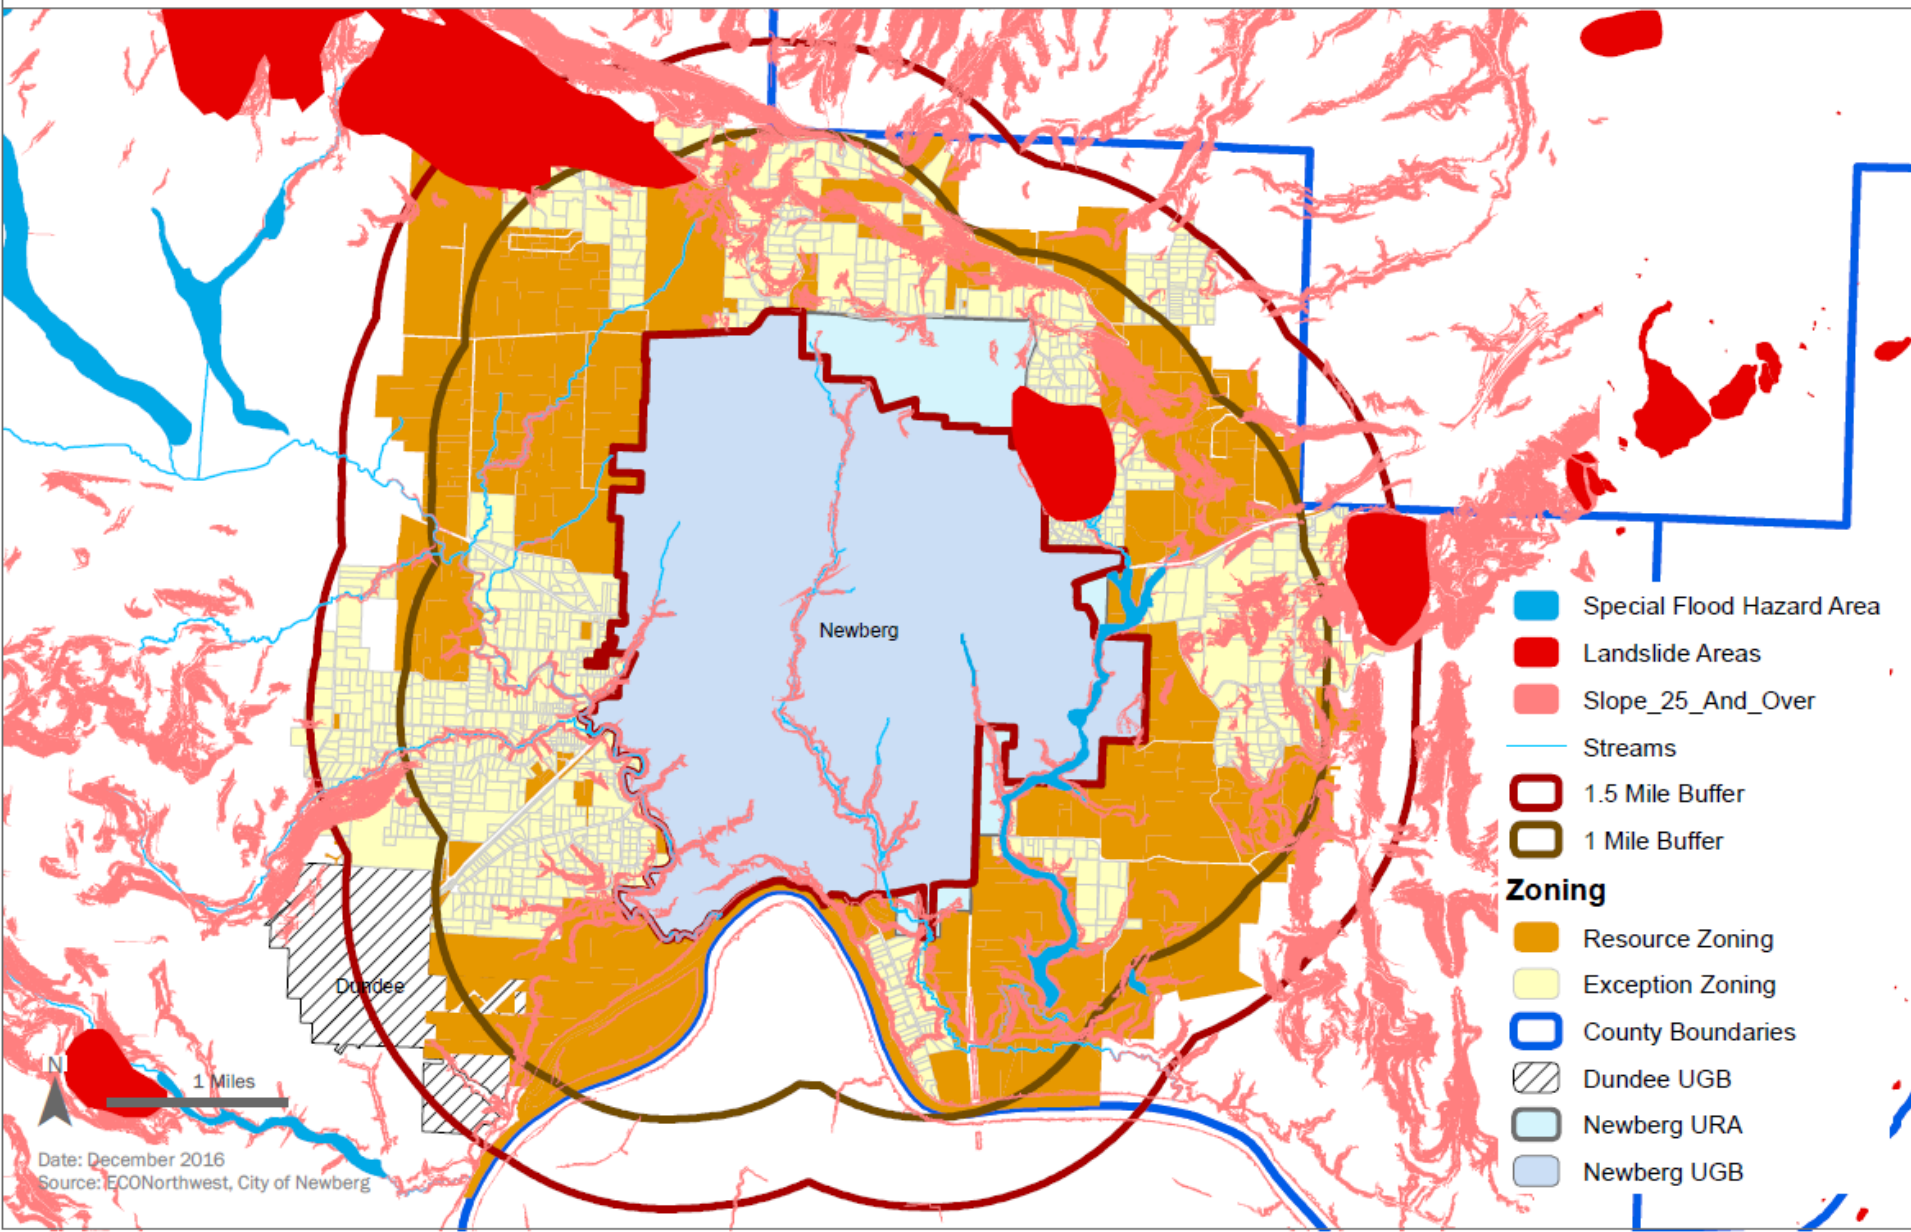 Newberg
Dundee
N
1 Miles
Date: December 2016
Source: ECONorthwest, City of Newberg
Special Flood Hazard Area
Landslide Areas
Slope_25_And_Over
Streams
1.5 Mile Buffer
1 Mile Buffer
Zoning
Resource Zoning
Exception Zoning
County Boundaries
Dundee UGB
Newberg URA
Newberg UGB